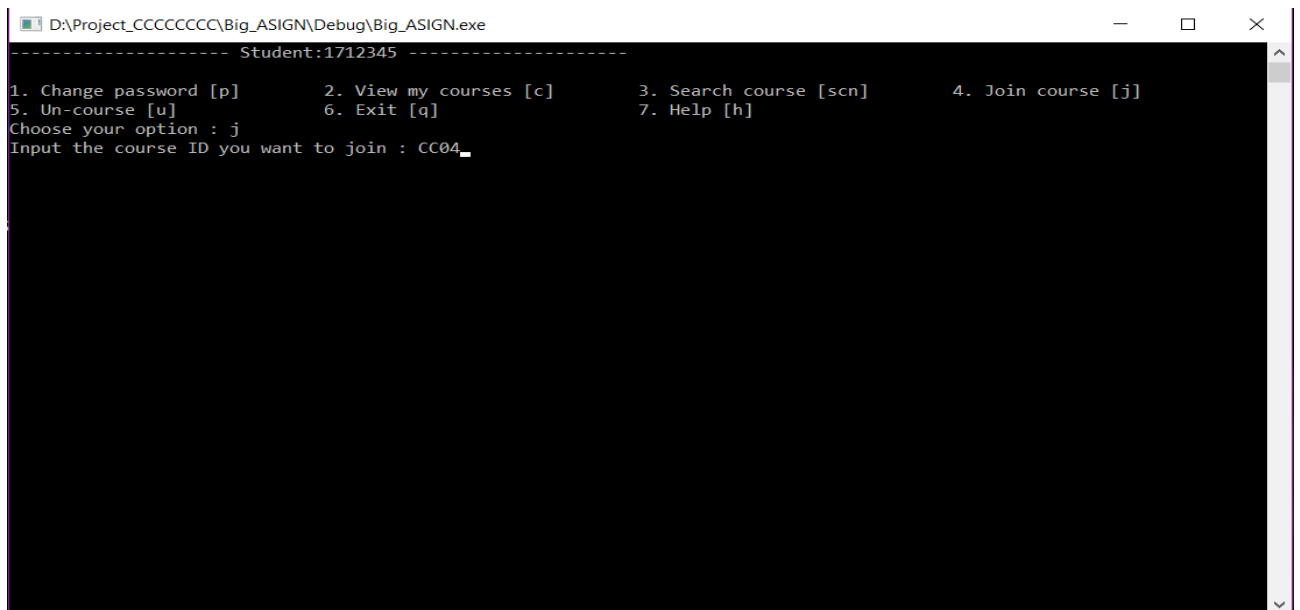 D:\Project_CCCCCCCC\Big_ASIGN\Debug\Big_ASIGN.exe
--------------------- Student:1712345 ---------------------
1. Change password [p]        2. View my courses [c]        3. Search course [scn]        4. Join course [j]
5. Un-course [u]              6. Exit [q]                   7. Help [h]
Choose your option : j
Input the course ID you want to join : CC04